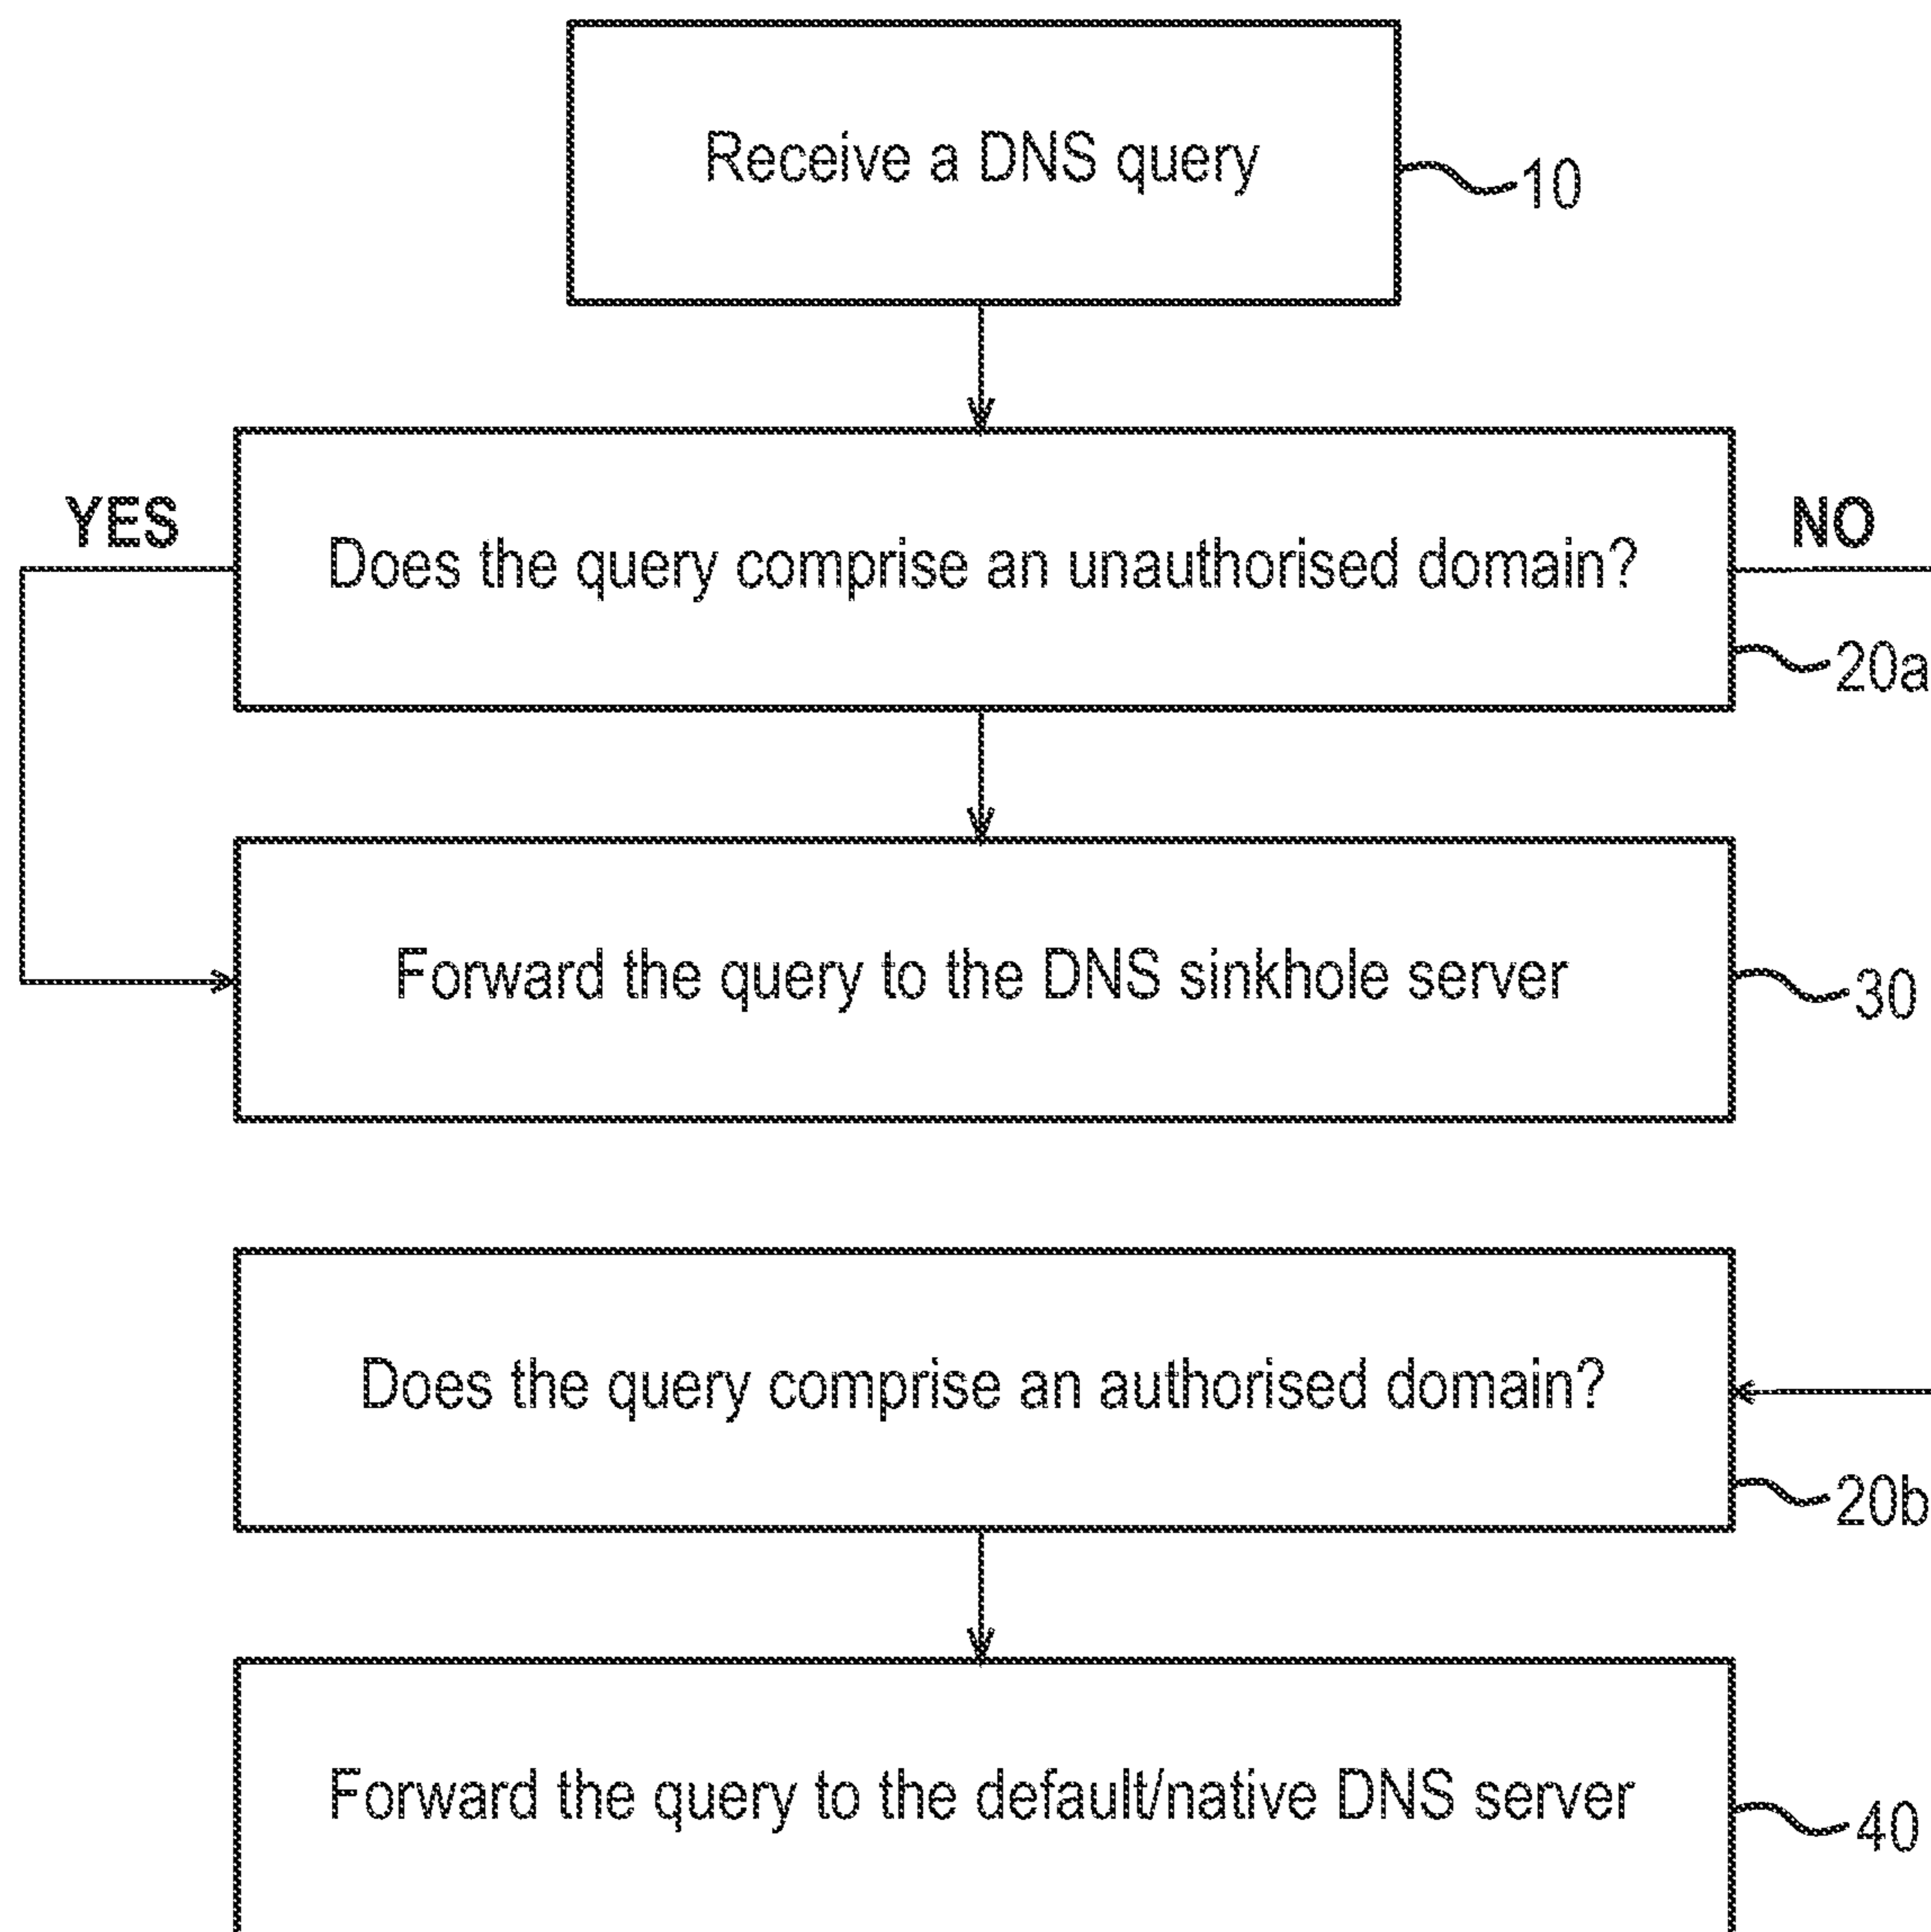 Receive a DNS query
10
YES
NO
Does the query comprise an unauthorised domain?
20a
Forward the query to the DNS sinkhole server
30
Does the query comprise an authorised domain?
20b
Forward the query to the default/native DNS server
40